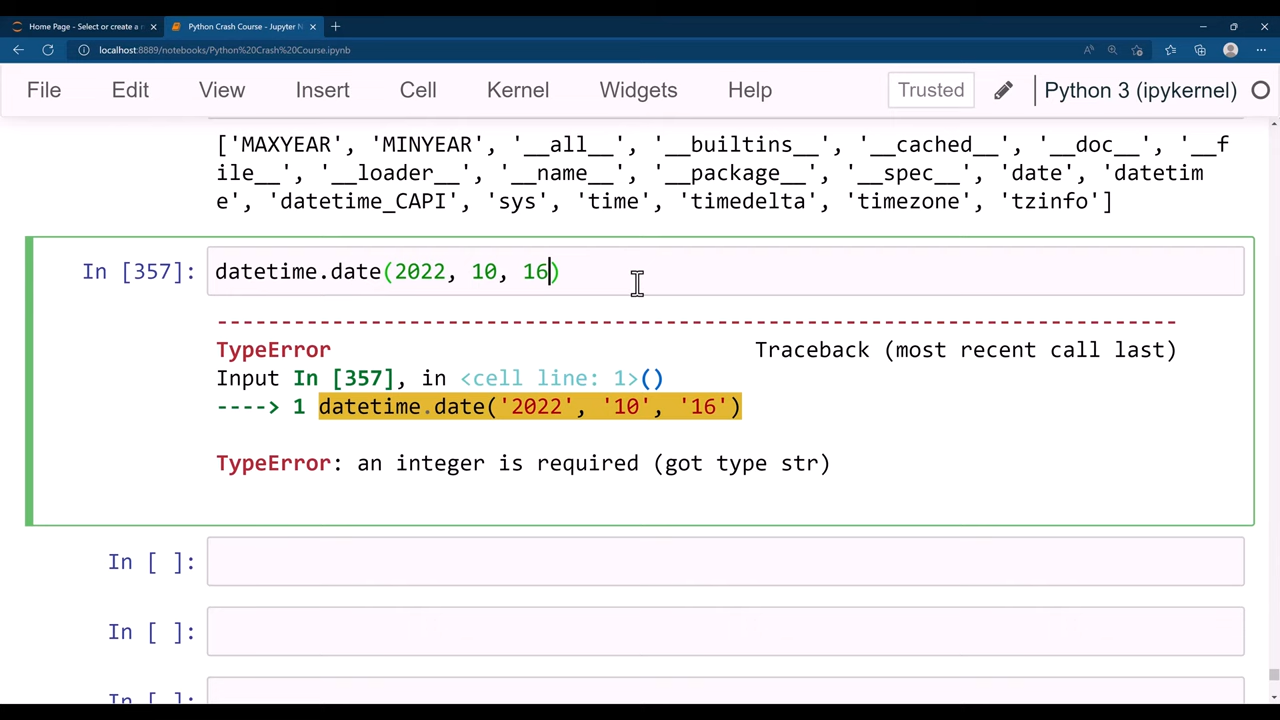 Home Page - Select or create a n
Python Crash Course - Jupyter N
localhost:8889/notebooks/Python%20Crash%20Course.ipynb
File Edit View Insert Cell Kernel Widgets Help Trusted Python 3 (ipykernel)
['MAXYEAR', 'MINYEAR', '__all__', '__builtins__', '__cached__', '__doc__', '__f
ile__', '__loader__', '__name__', '__package__', '__spec__', 'date', 'datetim
e', 'datetime_CAPI', 'sys', 'time', 'timedelta', 'timezone', 'tzinfo']
In [357]: datetime.date(2022, 10, 16)
---------------------------------------------------------------------------
TypeError Traceback (most recent call last)
Input In [357], in <cell line: 1>()
----> 1 datetime.date('2022', '10', '16')
TypeError: an integer is required (got type str)
In [ ]:
In [ ]:
In [ ]: